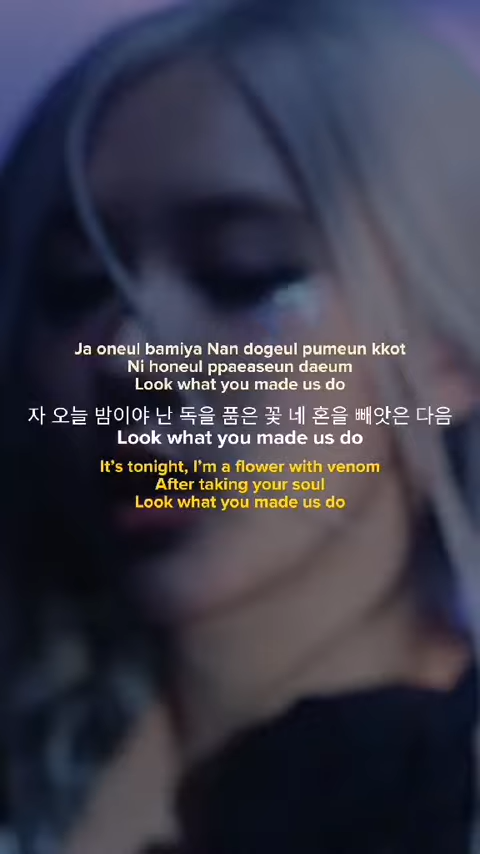 Ja oneul bamiya Nan dogeul pumeun kkot
Ni honeul ppaeaseun daeum
Look what you made us do
자 오늘 밤이야 난 독을 품은 꽃 네 혼을 빼앗은 다음
Look what you made us do
It's tonight, I'm a flower with venom
After taking your soul
Look what you made us do